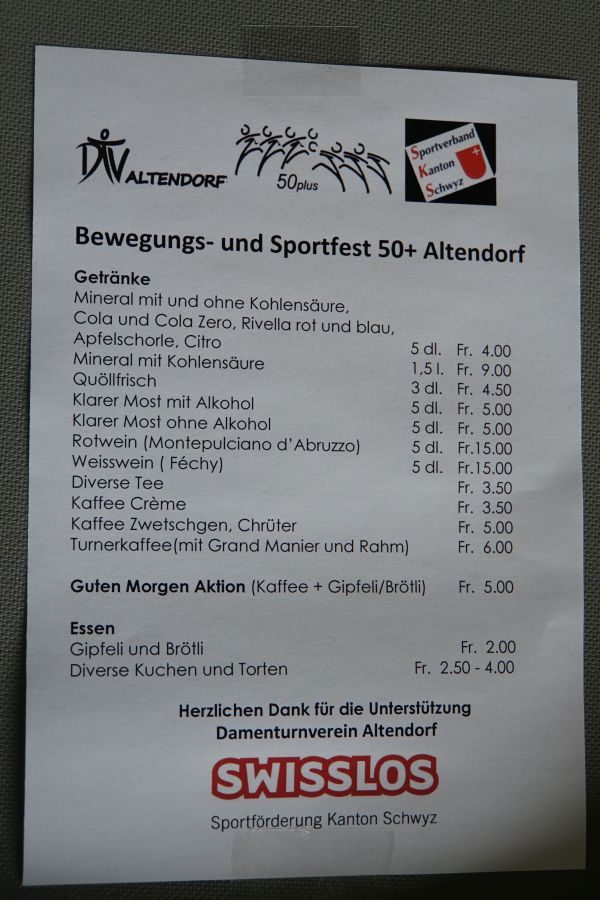 DTV ALTENDORF
50plus
Sportverband
Kanton
Schwyz
Bewegungs- und Sportfest 50+ Altendorf
Getränke
Mineral mit und ohne Kohlensäure,
Cola und Cola Zero, Rivella rot und blau,
Apfelschorle, Citro 5 dl. Fr. 4.00
Mineral mit Kohlensäure 1,5 l. Fr. 9.00
Quöllfrisch 3 dl. Fr. 4.50
Klarer Most mit Alkohol 5 dl. Fr. 5.00
Klarer Most ohne Alkohol 5 dl. Fr. 5.00
Rotwein (Montepulciano d'Abruzzo) 5 dl. Fr.15.00
Weisswein ( Féchy) 5 dl. Fr.15.00
Diverse Tee Fr. 3.50
Kaffee Crème Fr. 3.50
Kaffee Zwetschgen, Chrüter Fr. 5.00
Turnerkaffee(mit Grand Manier und Rahm) Fr. 6.00
Guten Morgen Aktion (Kaffee + Gipfeli/Brötli) Fr. 5.00
Essen
Gipfeli und Brötli Fr. 2.00
Diverse Kuchen und Torten Fr. 2.50 - 4.00
Herzlichen Dank für die Unterstützung
Damenturnverein Altendorf
SWISSLOS
Sportförderung Kanton Schwyz